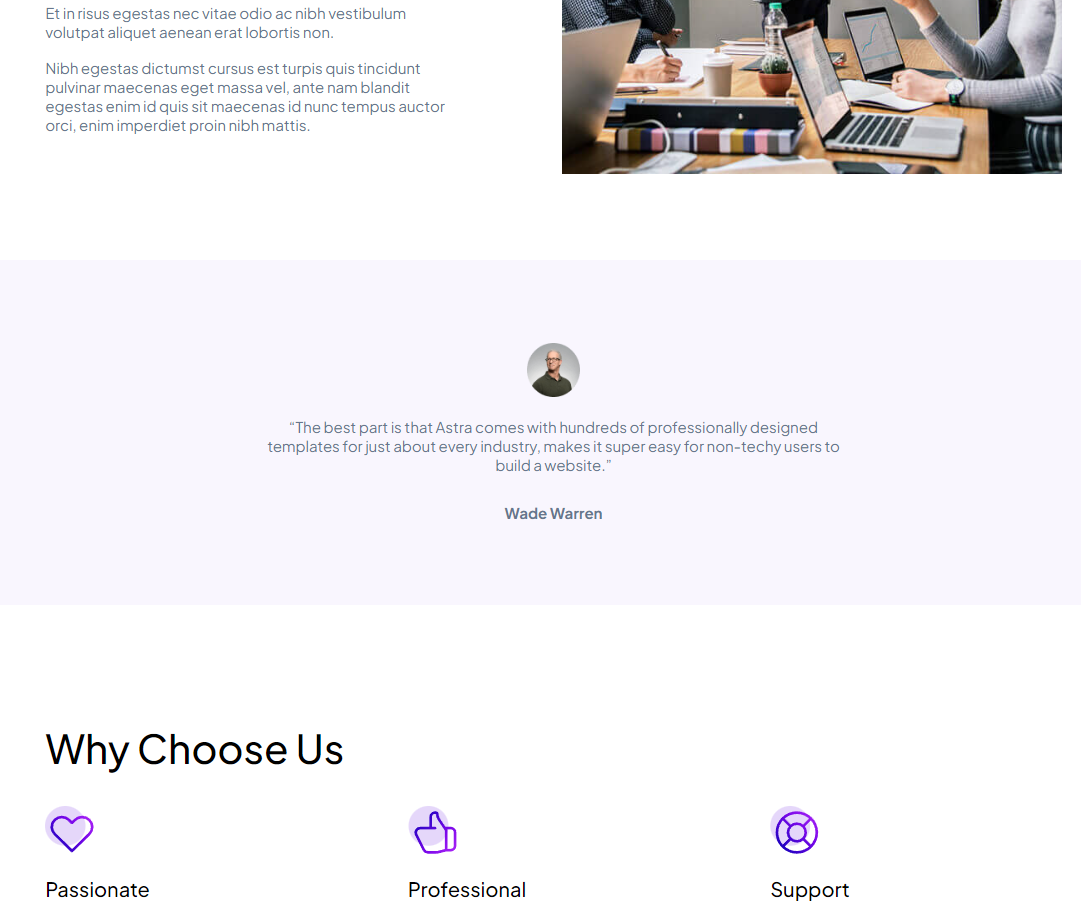 Et in risus egestas nec vitae odio ac nibh vestibulum
volutpat aliquet aenean erat lobortis non.
Nibh egestas dictumst cursus est turpis quis tincidunt
pulvinar maecenas eget massa vel, ante nam blandit
egestas enim id quis sit maecenas id nunc tempus auctor
orci, enim imperdiet proin nibh mattis.
“The best part is that Astra comes with hundreds of professionally designed
templates for just about every industry, makes it super easy for non-techy users to
build a website.”
Wade Warren
Why Choose Us
Passionate
Professional
Support